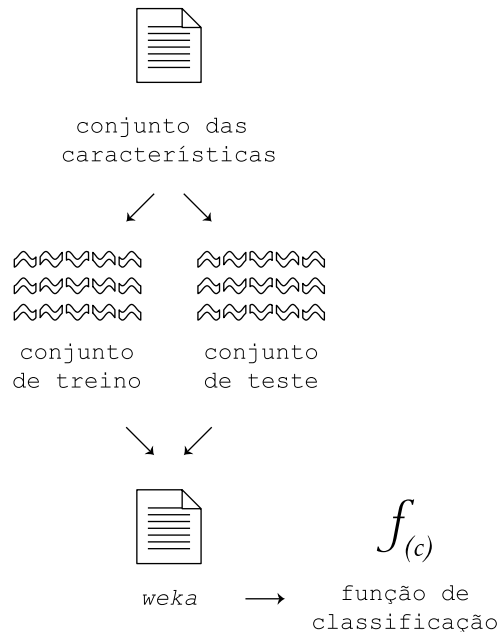 conjunto das
características
conjunto
de treino
conjunto
de teste
f(c)
weka
função de
classificação